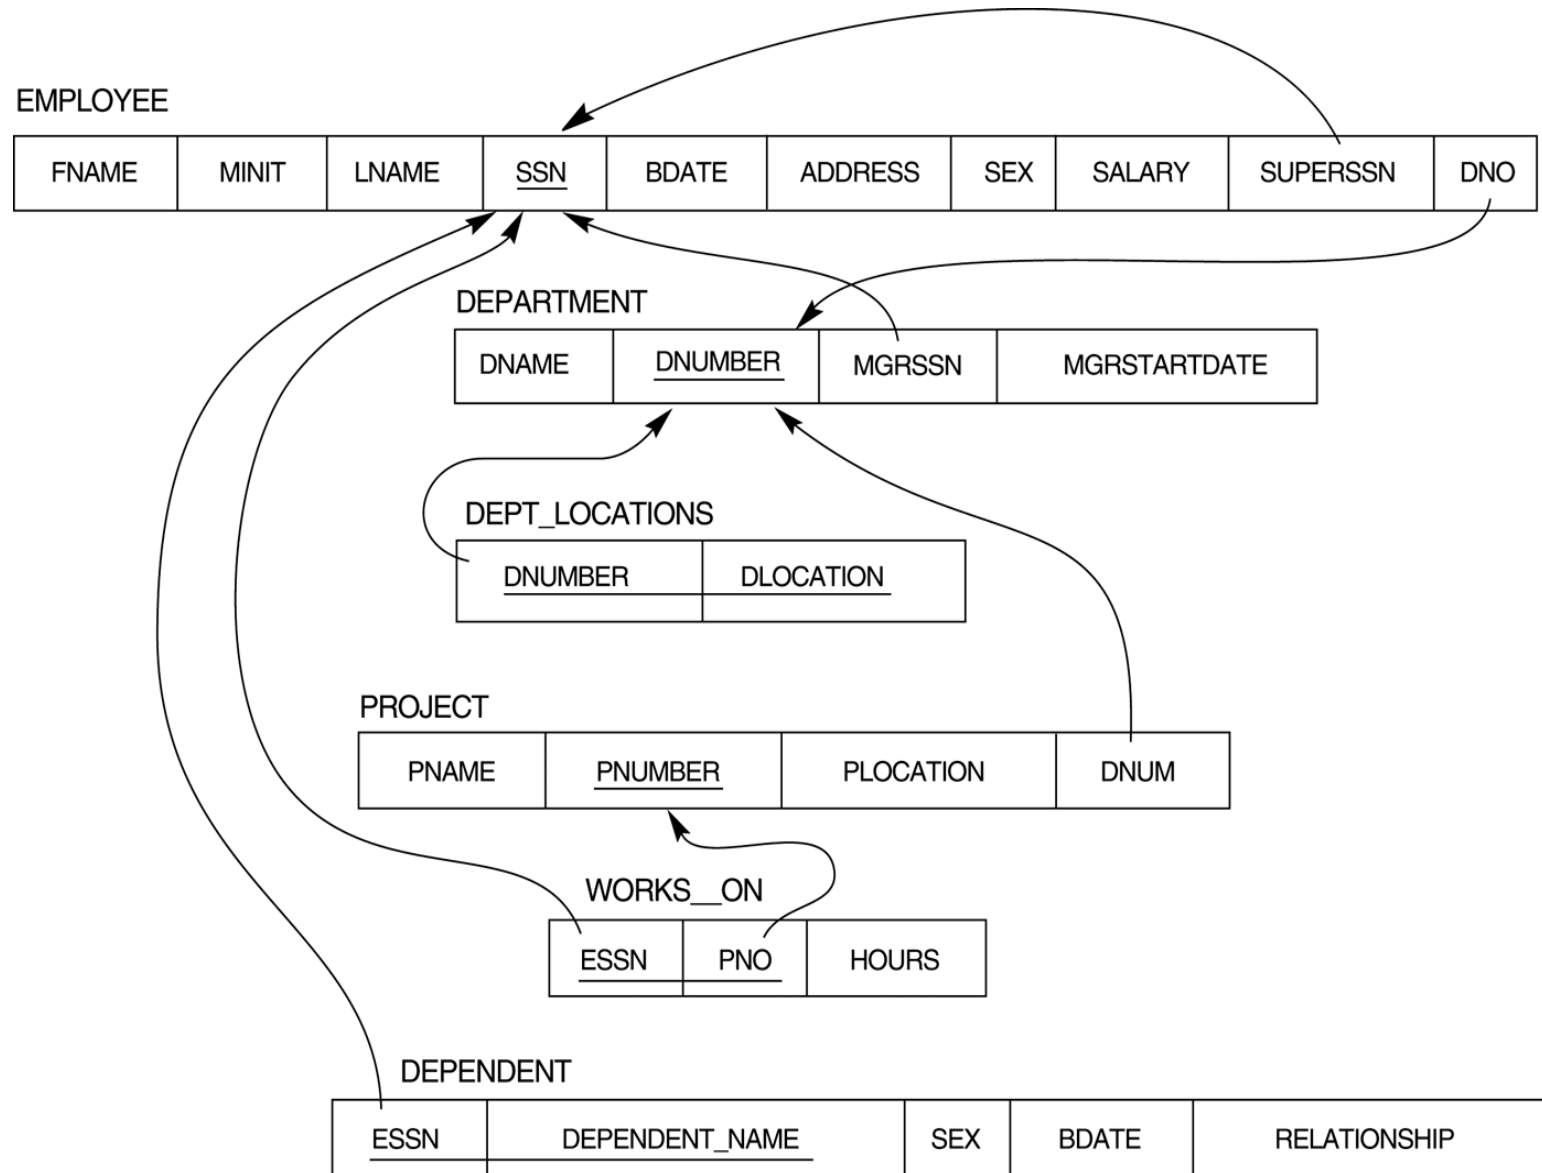 EMPLOYEE
FNAME MINIT LNAME SSN BDATE ADDRESS SEX SALARY SUPERSSN DNO
DEPARTMENT
DNAME DNUMBER MGRSSN MGRSTARTDATE
DEPT_LOCATIONS
DNUMBER DLOCATION
PROJECT
PNAME PNUMBER PLOCATION DNUM
WORKS__ON
ESSN PNO HOURS
DEPENDENT
ESSN DEPENDENT_NAME SEX BDATE RELATIONSHIP